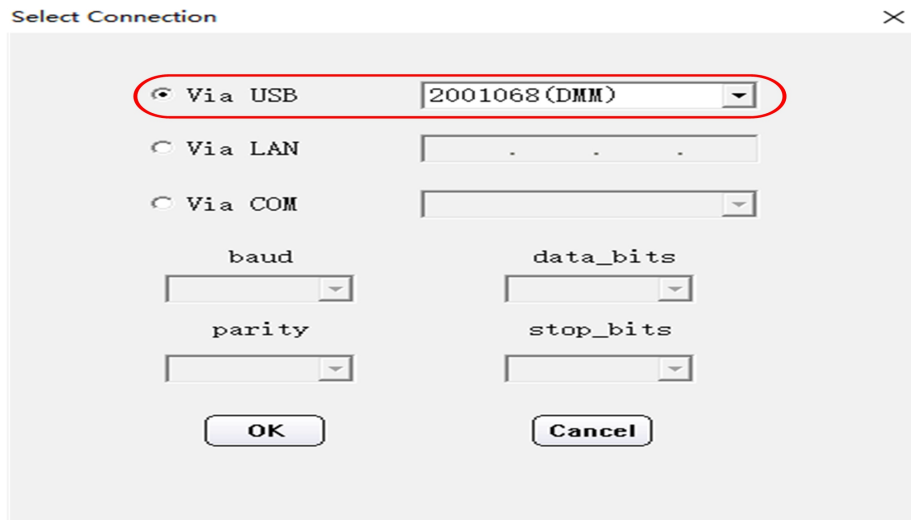 Select Connection
Via USB 2001068(DMM)
Via LAN . . .
Via COM
baud data_bits
parity stop_bits
OK Cancel